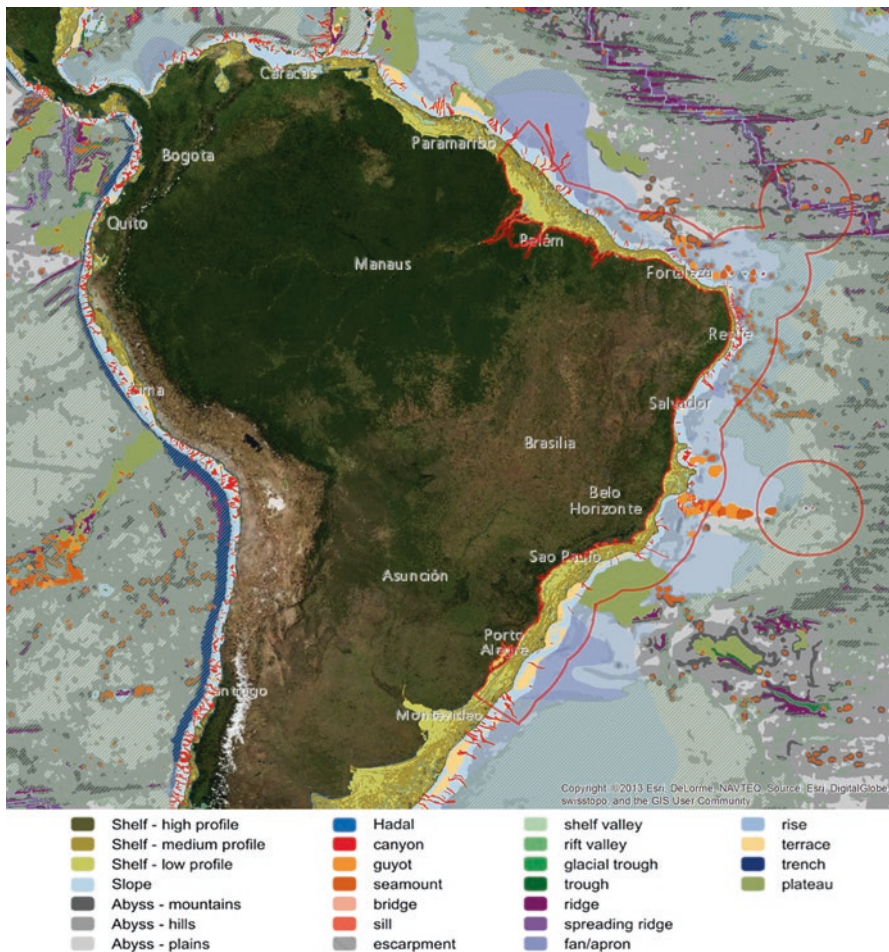 Caracas
Paramaribo
Bogota
Quito
Belém
Manaus
Fortaleza
Recife
Lima
Salvador
Brasilia
Belo
Horizonte
Sao Paulo
Asunción
Porto
Alegre
Santiago
Montevideo
Copyright ©2013 Esri, DeLorme, NAVTEQ, Source: Esri, DigitalGlobe,
swisstopo, and the GIS User Community
Shelf - high profile
Shelf - medium profile
Shelf - low profile
Slope
Abyss - mountains
Abyss - hills
Abyss - plains
Hadal
canyon
guyot
seamount
bridge
sill
escarpment
shelf valley
rift valley
glacial trough
trough
ridge
spreading ridge
fan/apron
rise
terrace
trench
plateau